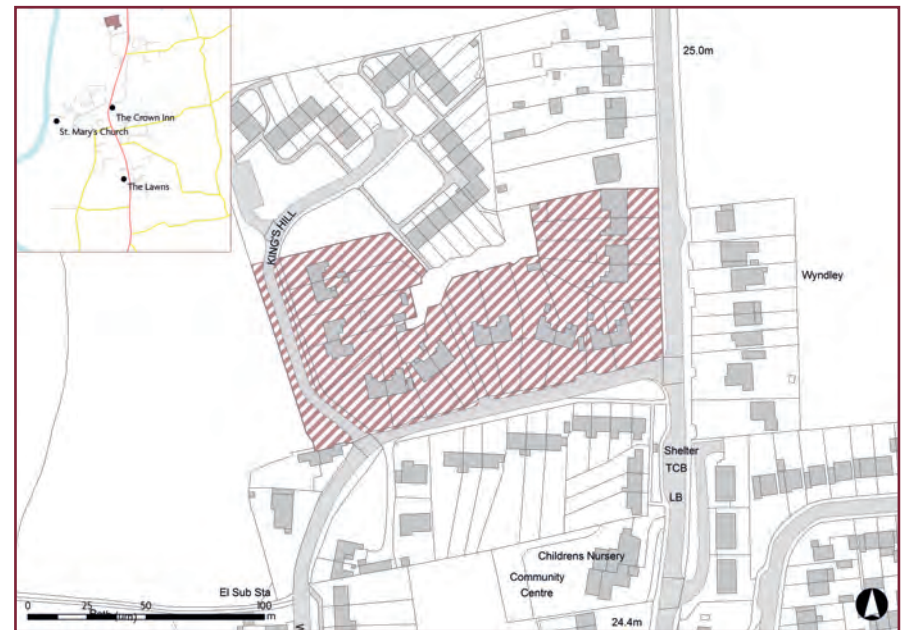 The Crown Inn
St. Mary's Church
The Lawns
25.0m
KING'S HILL
Wyndley
Shelter
TCB
LB
Childrens Nursery
Community
Centre
El Sub Sta
0 25 50 100
m
24.4m